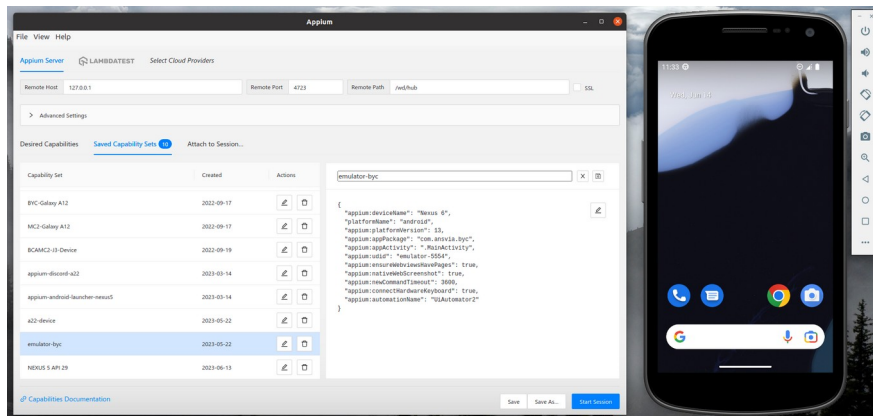 Appium
File View Help
Appium Server LAMBDATEST Select Cloud Providers
Remote Host 127.0.0.1 Remote Port 4723 Remote Path /wd/hub SSL
Advanced Settings
Desired Capabilities Saved Capability Sets 10 Attach to Session...
Capability Set Created Actions
BYC-Galaxy A12 2022-09-17
MC2-Galaxy A12 2022-09-17
BCAMC2-J3-Device 2022-09-19
appium-discord-a22 2023-03-14
appium-android-launcher-nexus5 2023-03-14
a22-device 2023-05-22
emulator-byc 2023-05-22
NEXUS 5 API 29 2023-06-13
emulator-byc X
{
"appium:deviceName": "Nexus 6",
"platformName": "android",
"appium:platformVersion": 13,
"appium:appPackage": "com.ansvia.byc",
"appium:appActivity": ".MainActivity",
"appium:udid": "emulator-5554",
"appium:ensureWebviewsHavePages": true,
"appium:nativeWebScreenshot": true,
"appium:newCommandTimeout": 3600,
"appium:connectHardwareKeyboard": true,
"appium:automationName": "UiAutomator2"
}
Capabilities Documentation Save Save As... Start Session
11:33
Wed, Jun 14
G